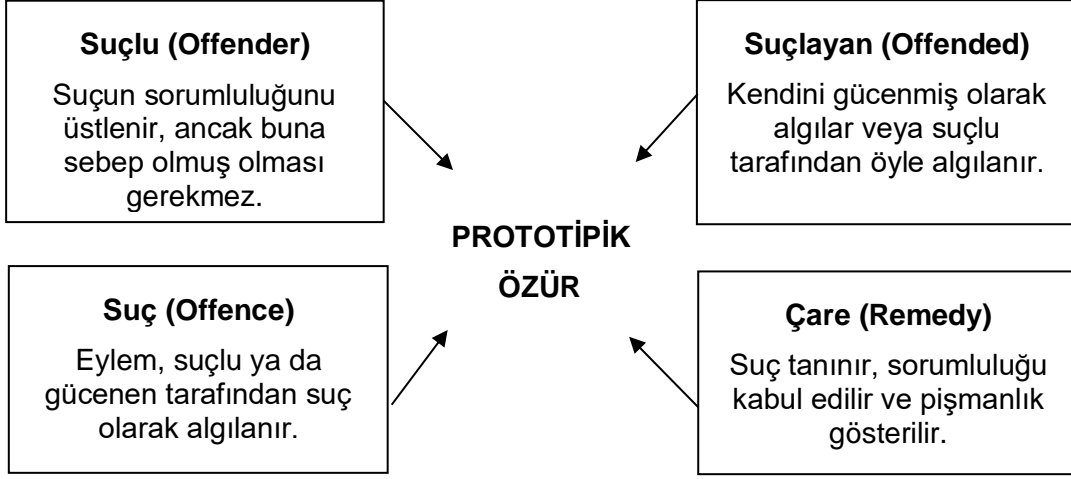 Suçlu (Offender)
Suçun sorumluluğunu
üstlenir, ancak buna
sebep olmuş olması
gerekmez.
Suçlayan (Offended)
Kendini gücenmiş olarak
algılar veya suçlu
tarafından öyle algılanır.
PROTOTİPİK
ÖZÜR
Suç (Offence)
Eylem, suçlu ya da
gücenen tarafından suç
olarak algılanır.
Çare (Remedy)
Suç tanınır, sorumluluğu
kabul edilir ve pişmanlık
gösterilir.